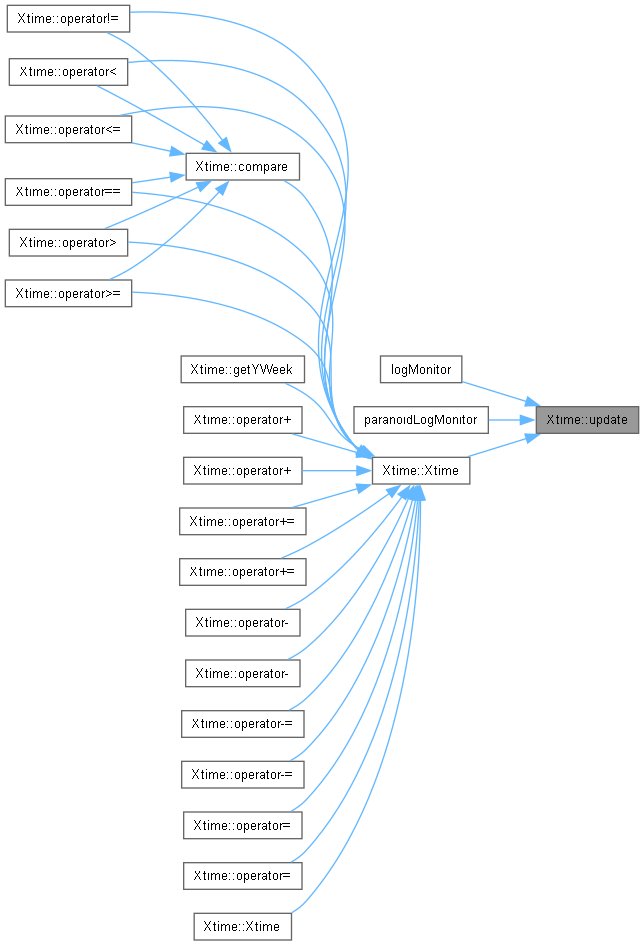 Xtime::operator!=
Xtime::operator<
Xtime::operator<=
Xtime::compare
Xtime::operator==
Xtime::operator>
Xtime::operator>=
Xtime::getYWeek
logMonitor
Xtime::operator+
paranoidLogMonitor
Xtime::update
Xtime::operator+
Xtime::Xtime
Xtime::operator+=
Xtime::operator+=
Xtime::operator-
Xtime::operator-
Xtime::operator-=
Xtime::operator-=
Xtime::operator=
Xtime::operator=
Xtime::Xtime